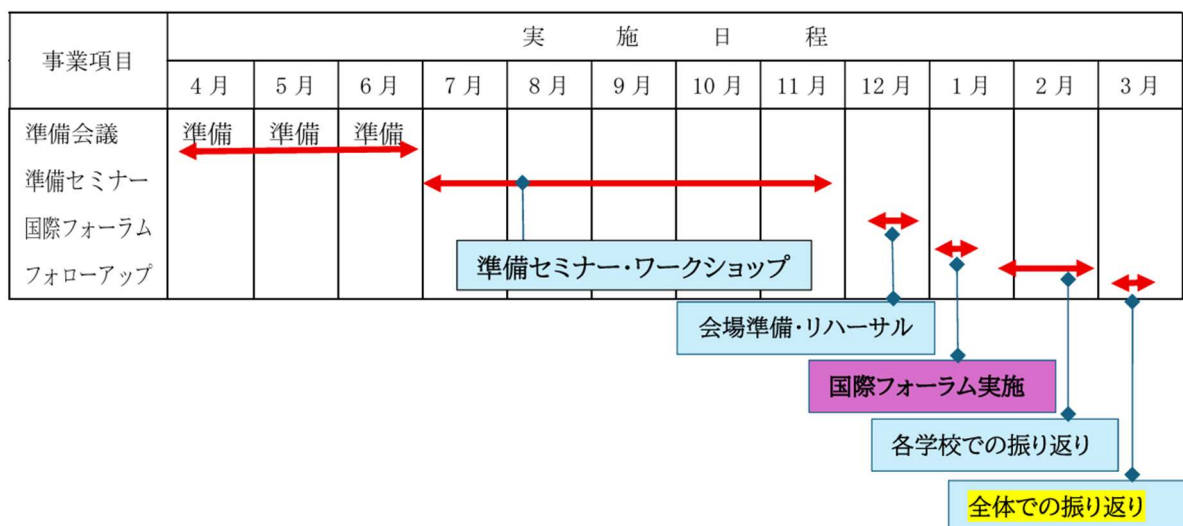 事業項目
実施日程
4月 5月 6月 7月 8月 9月 10月 11月 12月 1月 2月 3月
準備会議 準備 準備 準備
準備セミナー
国際フォーラム
フォローアップ
準備セミナー・ワークショップ
会場準備・リハーサル
国際フォーラム実施
各学校での振り返り
全体での振り返り